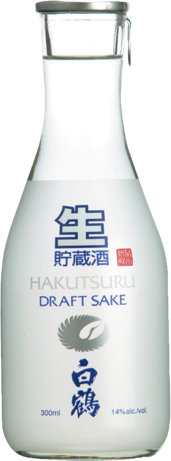 生
貯蔵酒
HAKUTSURU
DRAFT SAKE
白鶴
300ml 14%alc./vol.